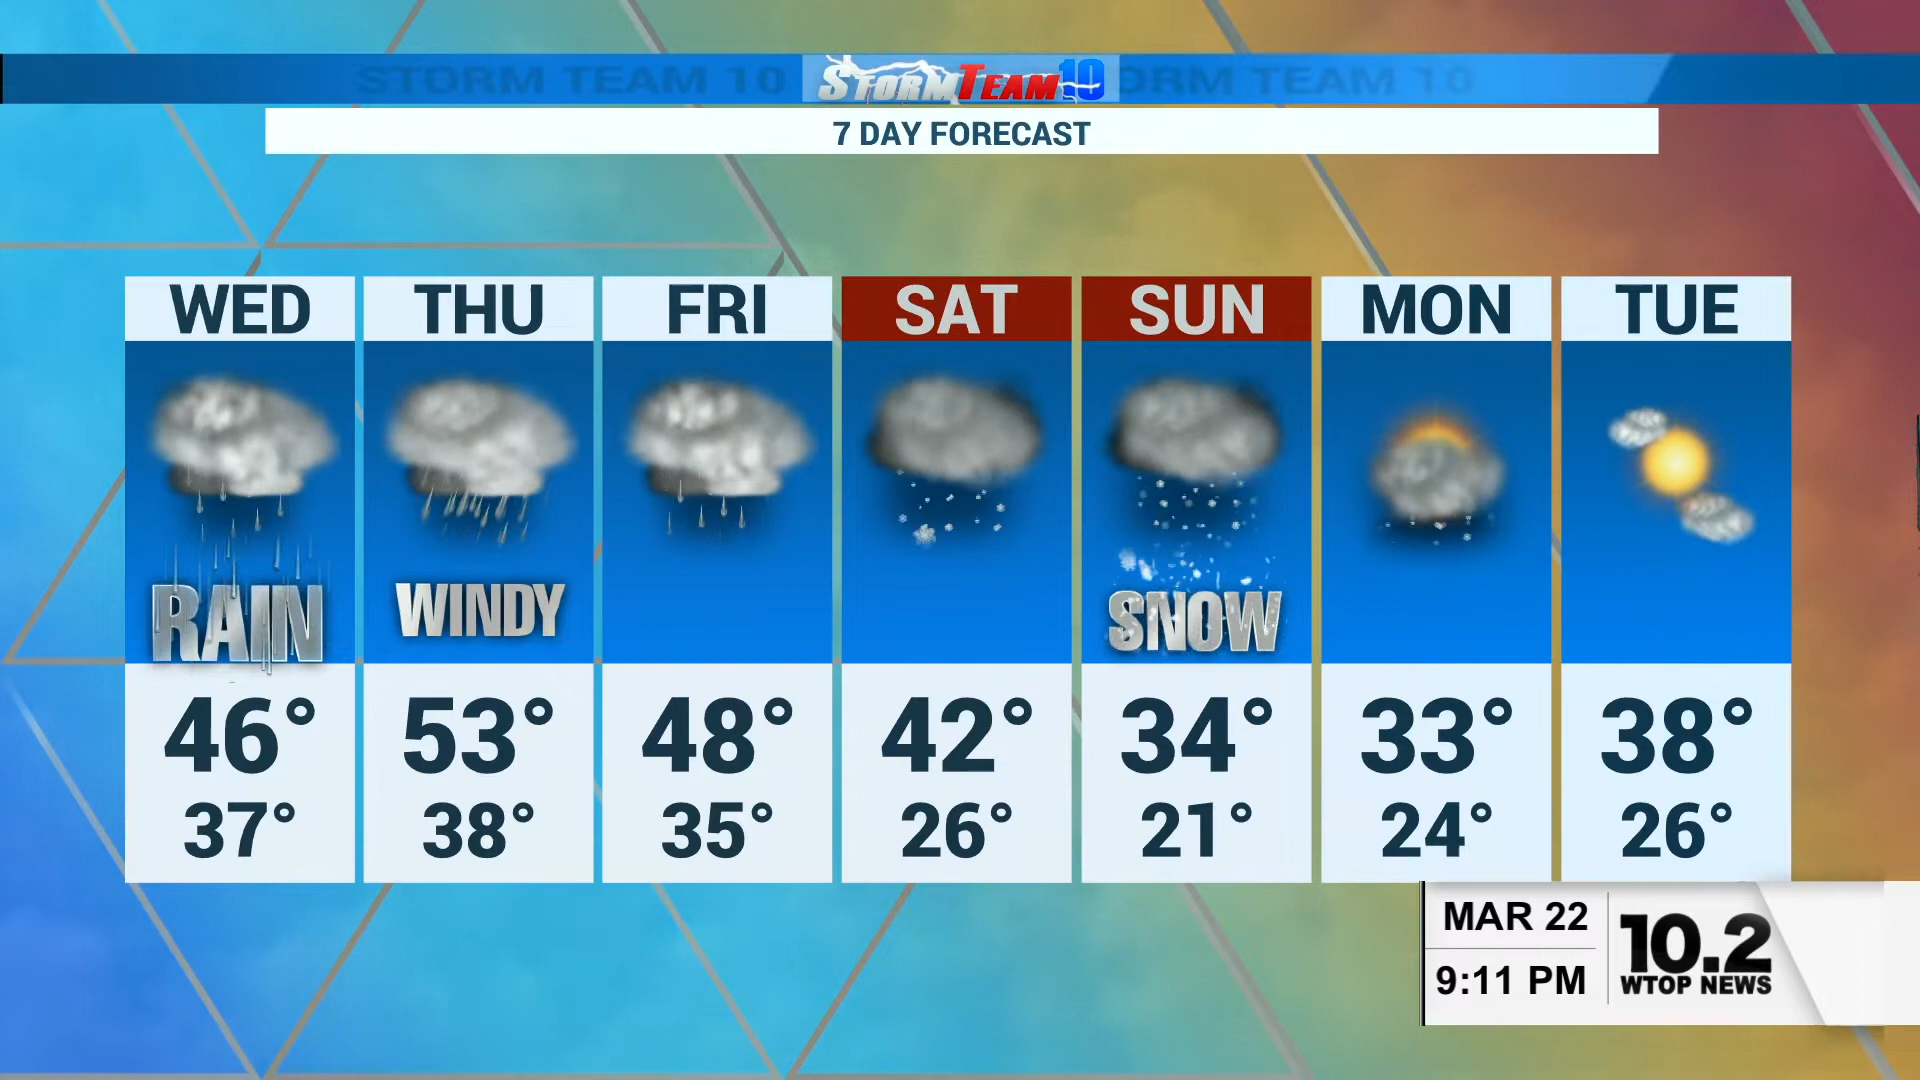 STORM TEAM 10
STORMTEAM10
ORM TEAM 10
7 DAY FORECAST
WED THU FRI SAT SUN MON TUE
RAIN WINDY SNOW
46° 53° 48° 42° 34° 33° 38°
37° 38° 35° 26° 21° 24° 26°
MAR 22
9:11 PM
10.2
WTOP NEWS